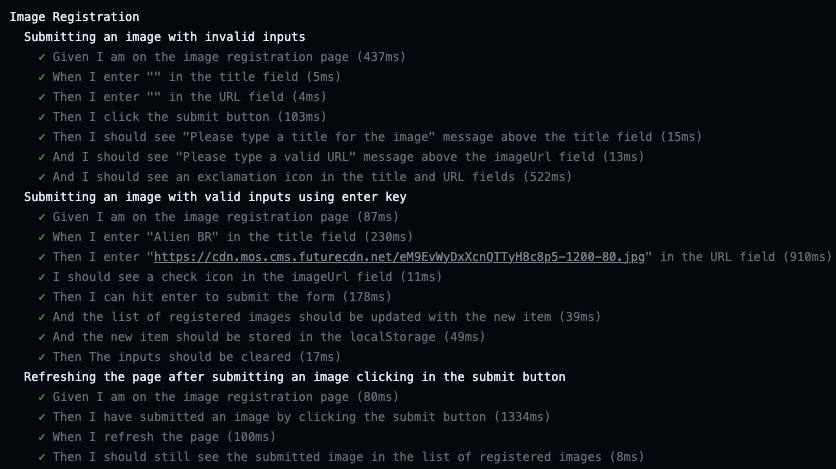 Image Registration
Submitting an image with invalid inputs
✓ Given I am on the image registration page (437ms)
✓ When I enter "" in the title field (5ms)
✓ Then I enter "" in the URL field (4ms)
✓ Then I click the submit button (103ms)
✓ Then I should see "Please type a title for the image" message above the title field (15ms)
✓ And I should see "Please type a valid URL" message above the imageUrl field (13ms)
✓ And I should see an exclamation icon in the title and URL fields (522ms)
Submitting an image with valid inputs using enter key
✓ Given I am on the image registration page (87ms)
✓ When I enter "Alien BR" in the title field (230ms)
✓ Then I enter "https://cdn.mos.cms.futurecdn.net/eM9EvWyDxXcnQTTyH8c8p5-1200-80.jpg" in the URL field (910ms)
✓ I should see a check icon in the imageUrl field (11ms)
✓ Then I can hit enter to submit the form (178ms)
✓ And the list of registered images should be updated with the new item (39ms)
✓ And the new item should be stored in the localStorage (49ms)
✓ Then The inputs should be cleared (17ms)
Refreshing the page after submitting an image clicking in the submit button
✓ Given I am on the image registration page (80ms)
✓ Then I have submitted an image by clicking the submit button (1334ms)
✓ When I refresh the page (100ms)
✓ Then I should still see the submitted image in the list of registered images (8ms)